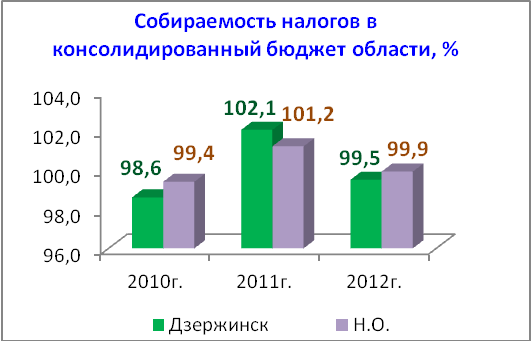 Собираемость налогов в
консолидированный бюджет области, %
104,0
102,0
100,0
98,0
96,0
98,6
99,4
102,1
101,2
99,5
99,9
2010г.
2011г.
2012г.
Дзержинск
Н.О.